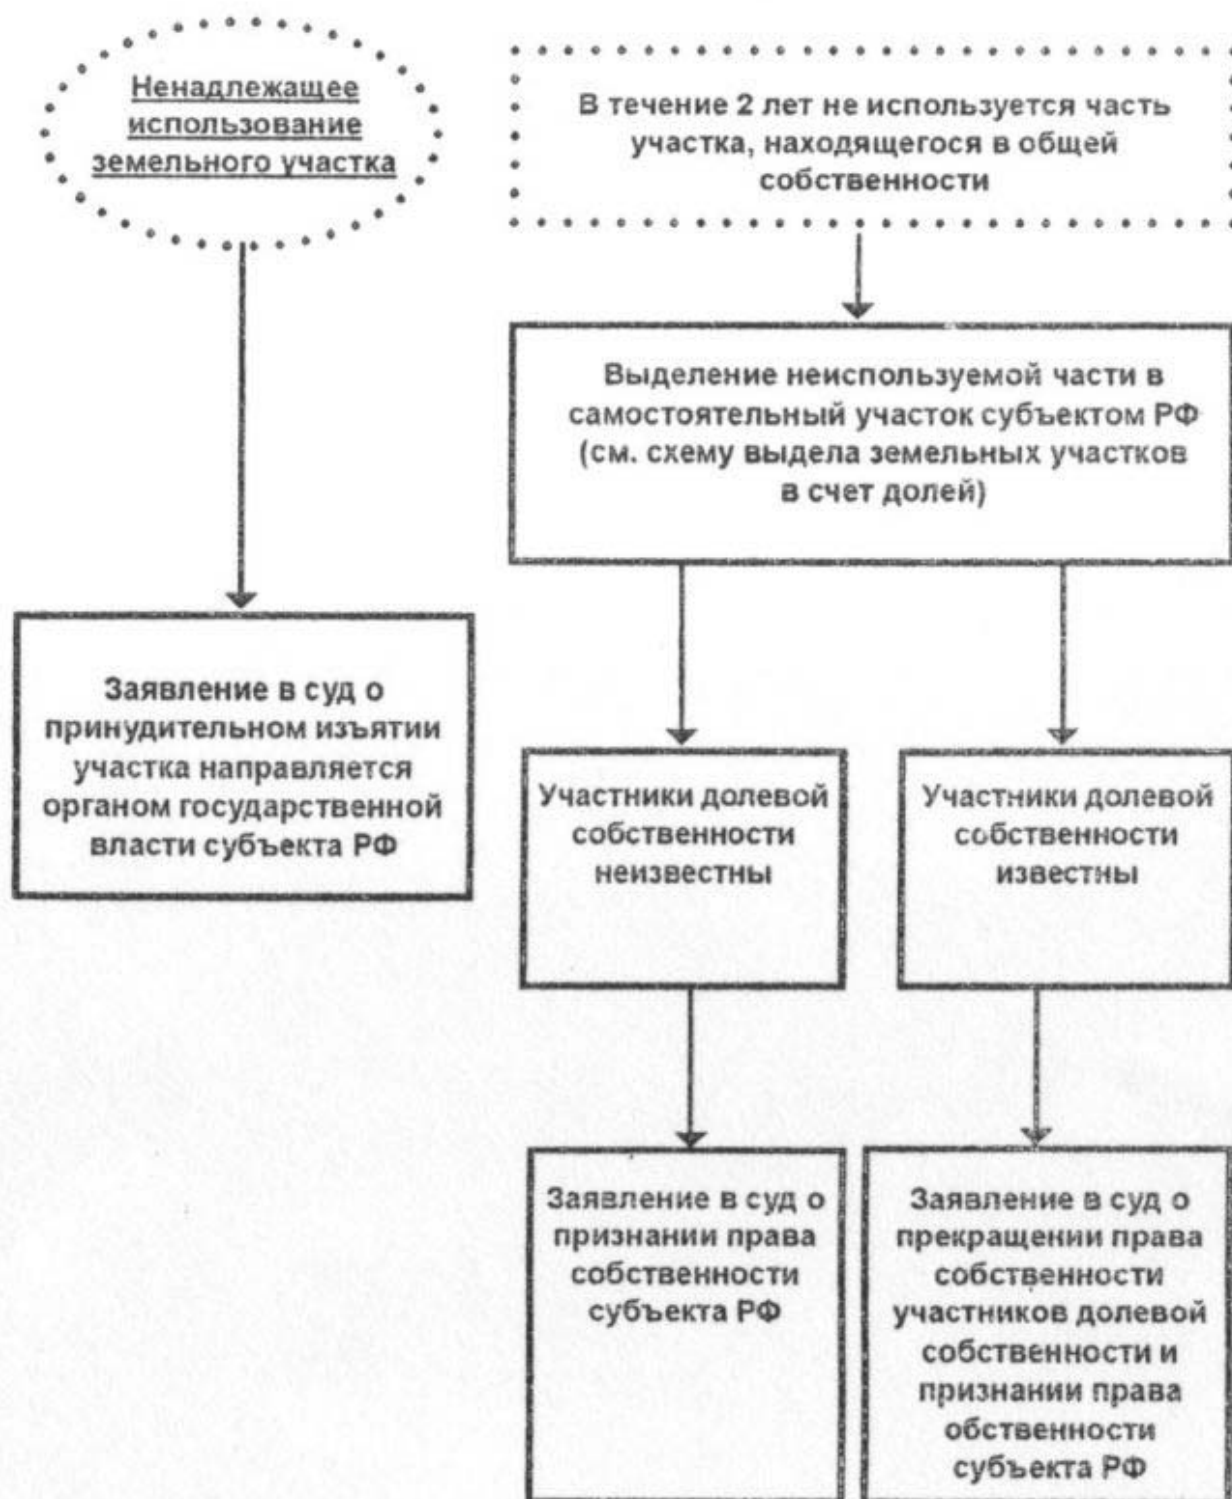 Ненадлежащее
использование
земельного участка
В течение 2 лет не используется часть
участка, находящегося в общей
собственности
Выделение неиспользуемой части в
самостоятельный участок субъектом РФ
(см. схему выдела земельных участков
в счет долей)
Заявление в суд о
принудительном изъятии
участка направляется
органом государственной
власти субъекта РФ
Участники долевой
собственности
неизвестны
Участники долевой
собственности
известны
Заявление в суд о
признании права
собственности
субъекта РФ
Заявление в суд о
прекращении права
собственности
участников долевой
собственности и
признании права
обственности
субъекта РФ